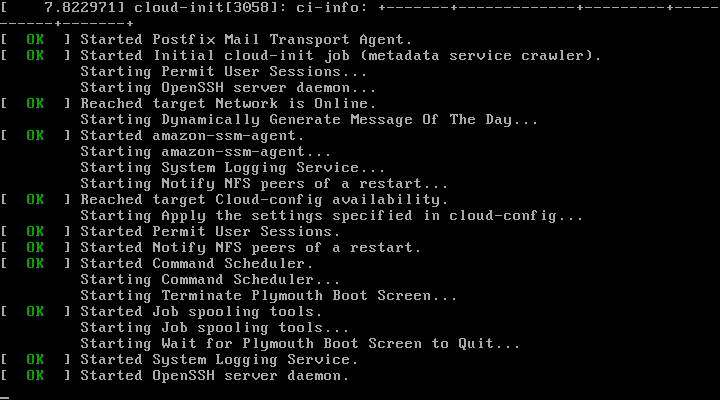 [    7.822971] cloud-init[3058]: ci-info: +-------+--------------+---------+-----
------+-------+
[  OK  ] Started Postfix Mail Transport Agent.
[  OK  ] Started Initial cloud-init job (metadata service crawler).
         Starting Permit User Sessions...
         Starting OpenSSH server daemon...
[  OK  ] Reached target Network is Online.
         Starting Dynamically Generate Message Of The Day...
[  OK  ] Started amazon-ssm-agent.
         Starting amazon-ssm-agent...
         Starting System Logging Service...
         Starting Notify NFS peers of a restart...
[  OK  ] Reached target Cloud-config availability.
         Starting Apply the settings specified in cloud-config...
[  OK  ] Started Permit User Sessions.
[  OK  ] Started Notify NFS peers of a restart.
[  OK  ] Started Command Scheduler.
         Starting Command Scheduler...
         Starting Terminate Plymouth Boot Screen...
[  OK  ] Started Job spooling tools.
         Starting Job spooling tools...
         Starting Wait for Plymouth Boot Screen to Quit...
[  OK  ] Started System Logging Service.
[  OK  ] Started OpenSSH server daemon.